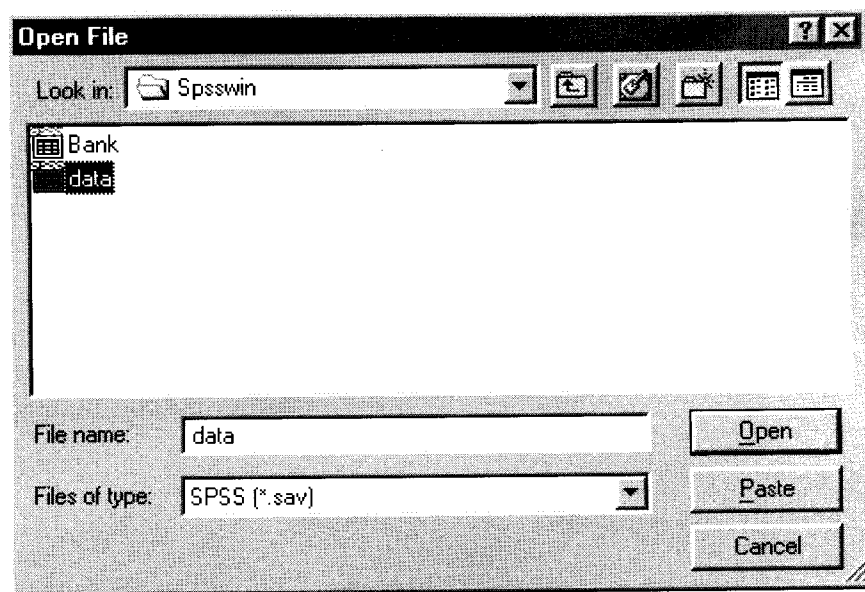 Open File
Look in: Spsswin
Bank
data
File name: data
Open
Files of type: SPSS (*.sav)
Paste
Cancel